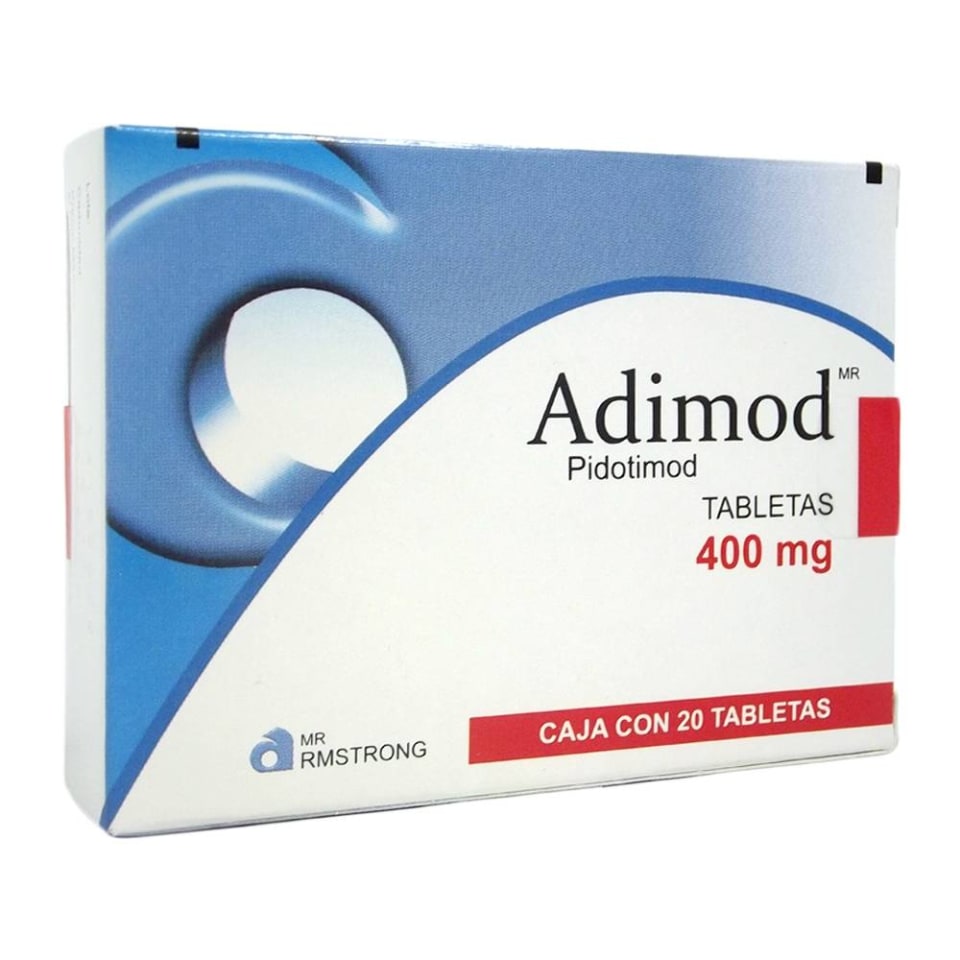 Adimod MR
Pidotimod
TABLETAS
400 mg
CAJA CON 20 TABLETAS
MR
RMSTRONG